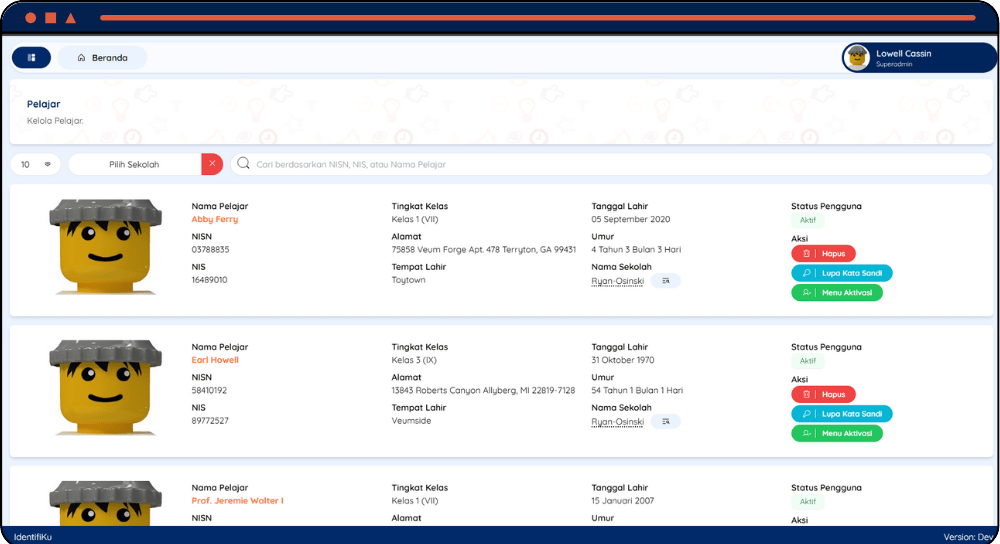 Beranda
Lowell Cassin
Superadmin
Pelajar
Kelola Pelajar.
10
Pilih Sekolah
Cari berdasarkan NISN, NIS, atau Nama Pelajar
Nama Pelajar
Abby Ferry
NISN
03788835
NIS
16489010
Tingkat Kelas
Kelas 1 (VII)
Alamat
75858 Veum Forge Apt. 478 Terryton, GA 99431
Tempat Lahir
Toytown
Tanggal Lahir
05 September 2020
Umur
4 Tahun 3 Bulan 3 Hari
Nama Sekolah
Ryan-Osinski
Status Pengguna
Aktif
Aksi
Hapus
Lupa Kata Sandi
Menu Aktivasi
Nama Pelajar
Earl Howell
NISN
58410192
NIS
89772527
Tingkat Kelas
Kelas 3 (IX)
Alamat
13843 Roberts Canyon Allyberg, MI 22819-7128
Tempat Lahir
Veumside
Tanggal Lahir
31 Oktober 1970
Umur
54 Tahun 1 Bulan 1 Hari
Nama Sekolah
Ryan-Osinski
Status Pengguna
Aktif
Aksi
Hapus
Lupa Kata Sandi
Menu Aktivasi
Nama Pelajar
Prof. Jeremie Walter I
NISN
Tingkat Kelas
Kelas 1 (VII)
Alamat
Tanggal Lahir
15 Januari 2007
Umur
Status Pengguna
Aktif
Aksi
IdentifiKu
Version: Dev